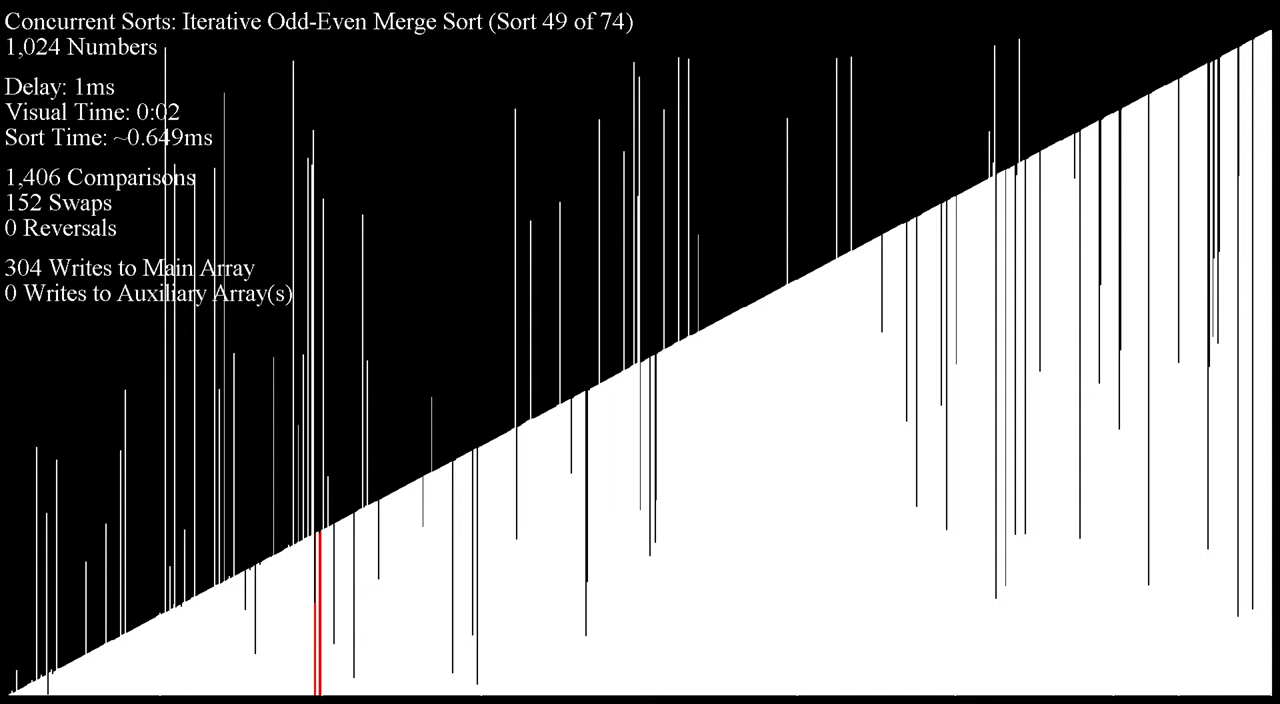 Concurrent Sorts: Iterative Odd-Even Merge Sort (Sort 49 of 74)
1,024 Numbers
Delay: 1ms
Visual Time: 0:02
Sort Time: ~0.649ms
1,406 Comparisons
152 Swaps
0 Reversals
304 Writes to Main Array
0 Writes to Auxiliary Array(s)